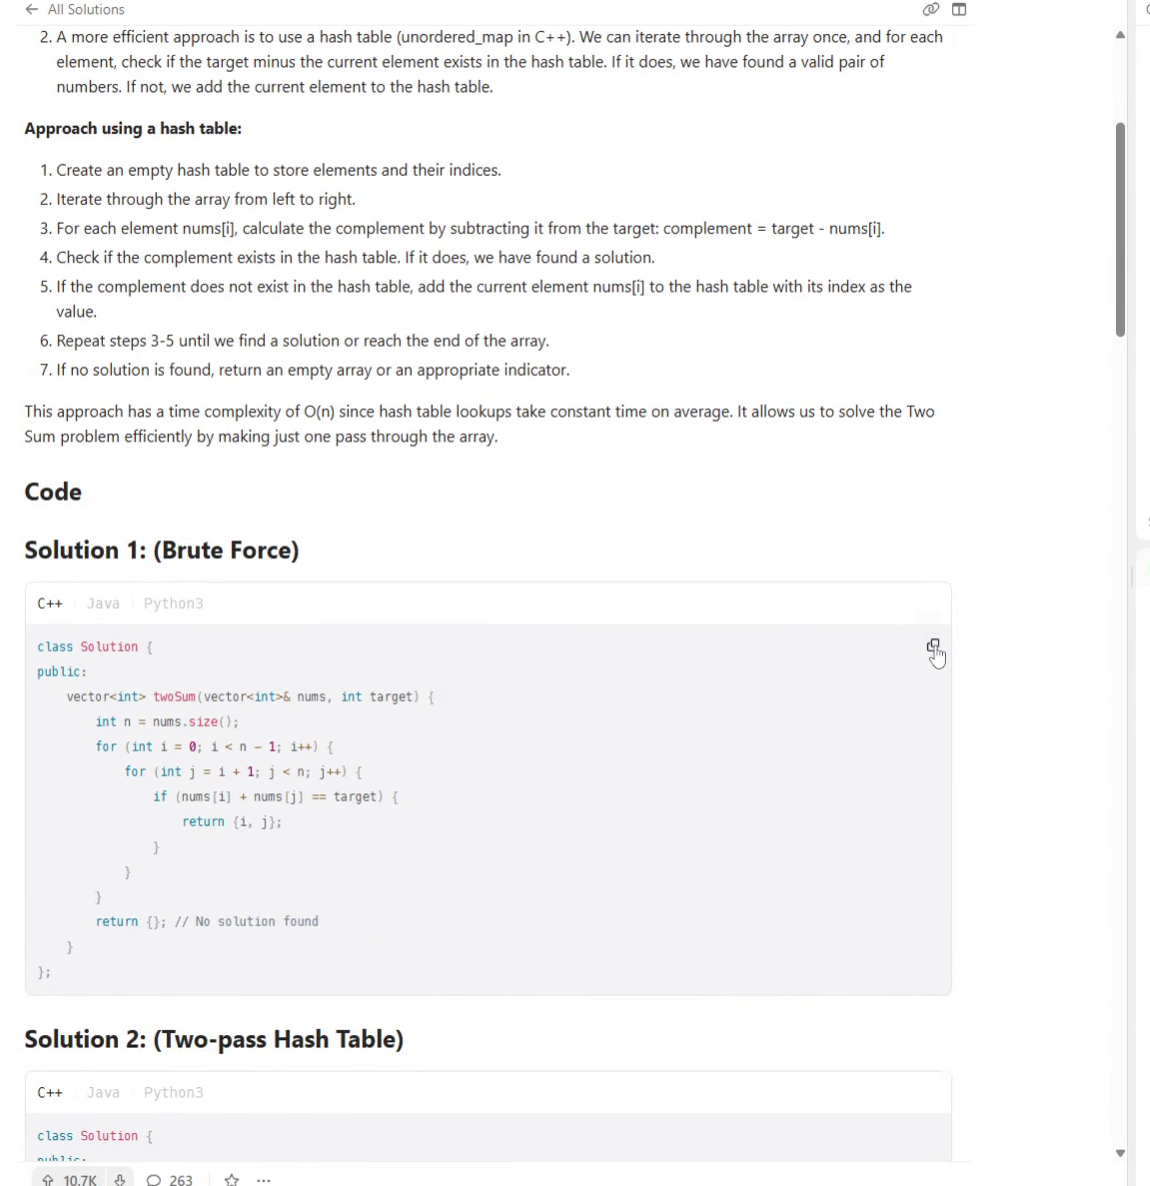 All Solutions
2. A more efficient approach is to use a hash table (unordered_map in C++). We can iterate through the array once, and for each
element, check if the target minus the current element exists in the hash table. If it does, we have found a valid pair of
numbers. If not, we add the current element to the hash table.
Approach using a hash table:
1. Create an empty hash table to store elements and their indices.
2. Iterate through the array from left to right.
3. For each element nums[i], calculate the complement by subtracting it from the target: complement = target - nums[i].
4. Check if the complement exists in the hash table. If it does, we have found a solution.
5. If the complement does not exist in the hash table, add the current element nums[i] to the hash table with its index as the
value.
6. Repeat steps 3-5 until we find a solution or reach the end of the array.
7. If no solution is found, return an empty array or an appropriate indicator.
This approach has a time complexity of O(n) since hash table lookups take constant time on average. It allows us to solve the Two
Sum problem efficiently by making just one pass through the array.
Code
Solution 1: (Brute Force)
C++ Java Python3
class Solution {
public:
    vector<int> twoSum(vector<int>& nums, int target) {
        int n = nums.size();
        for (int i = 0; i < n - 1; i++) {
            for (int j = i + 1; j < n; j++) {
                if (nums[i] + nums[j] == target) {
                    return {i, j};
                }
            }
        }
        return {}; // No solution found
    }
};
Solution 2: (Two-pass Hash Table)
C++ Java Python3
class Solution {
public:
10.7K 263